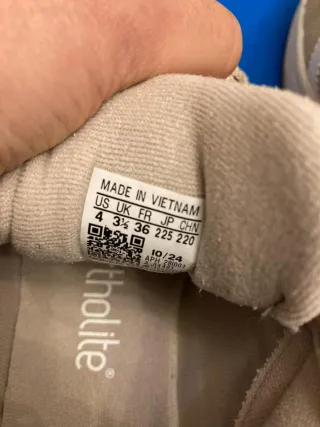 MADE IN VIETNAM
US UK FR JP CHN
4 3½ 36 225 220
10/24
tholite®